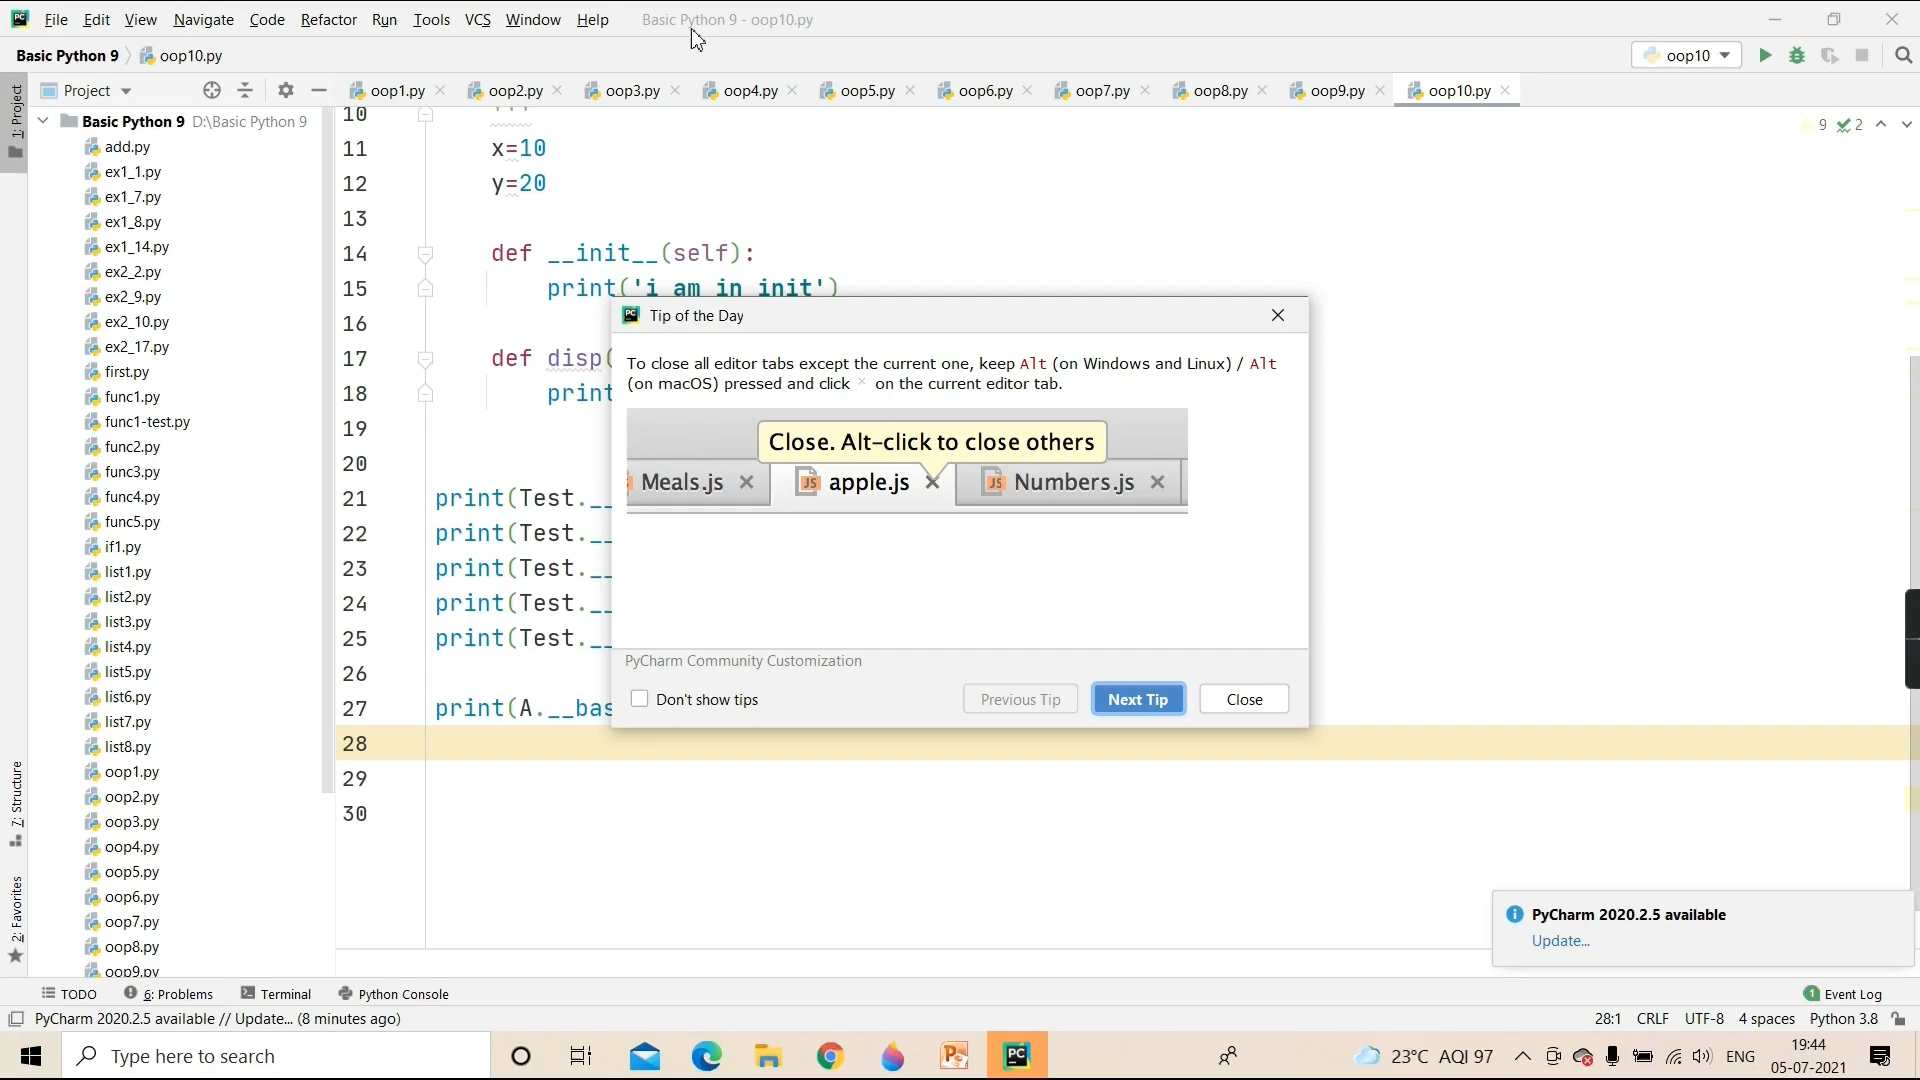 File Edit View Navigate Code Refactor Run Tools VCS Window Help Basic Python 9 - oop10.py
Basic Python 9 oop10.py oop10
1: Project
Project
oop1.py oop2.py oop3.py oop4.py oop5.py oop6.py oop7.py oop8.py oop9.py oop10.py
Basic Python 9 D:\Basic Python 9
add.py
ex1_1.py
ex1_7.py
ex1_8.py
ex1_14.py
ex2_2.py
ex2_9.py
ex2_10.py
ex2_17.py
first.py
func1.py
func1-test.py
func2.py
func3.py
func4.py
func5.py
if1.py
list1.py
list2.py
list3.py
list4.py
list5.py
list6.py
list7.py
list8.py
oop1.py
oop2.py
oop3.py
oop4.py
oop5.py
oop6.py
oop7.py
oop8.py
oop9.py
7: Structure
2: Favorites
9 2
10 '''
11 x=10
12 y=20
13
14 def __init__(self):
15 print('i am in init')
16
17 def disp(
18 print
19
20
21 print(Test.__
22 print(Test.__
23 print(Test.__
24 print(Test.__
25 print(Test.__
26
27 print(A.__bas
28
29
30
Tip of the Day
To close all editor tabs except the current one, keep Alt (on Windows and Linux) / Alt
(on macOS) pressed and click × on the current editor tab.
Close. Alt-click to close others
Meals.js apple.js Numbers.js
PyCharm Community Customization
Don't show tips Previous Tip Next Tip Close
PyCharm 2020.2.5 available
Update...
TODO 6: Problems Terminal Python Console 1 Event Log
PyCharm 2020.2.5 available // Update... (8 minutes ago) 28:1 CRLF UTF-8 4 spaces Python 3.8
Type here to search 23°C AQI 97 ENG 19:44
05-07-2021